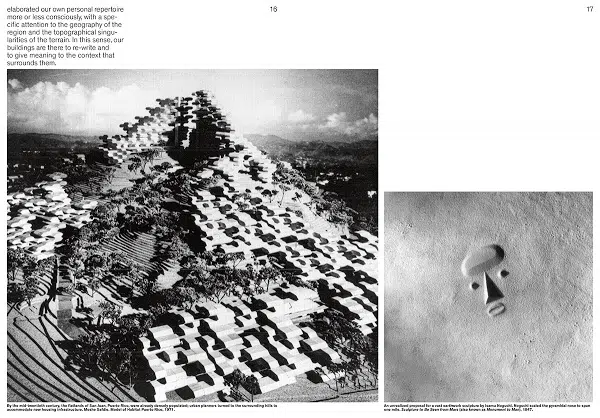 elaborated our own personal repertoire
more or less consciously, with a spe-
cific attention to the geography of the
region and the topographical singu-
larities of the terrain. In this sense, our
buildings are there to re-write and
to give meaning to the context that
surrounds them.
16
17
By the mid-twentieth century, the flatlands of San Juan, Puerto Rico, were already densely populated; urban planners turned to the surrounding hills to
accommodate new housing infrastructure. Moshe Safdie, Model of Habitat Puerto Rico, 1971.
An unrealized proposal for a vast earthwork sculpture by Isamu Noguchi. Noguchi scaled the pyramidal nose to span
one mile. Sculpture to Be Seen from Mars (also known as Monument to Man), 1947.